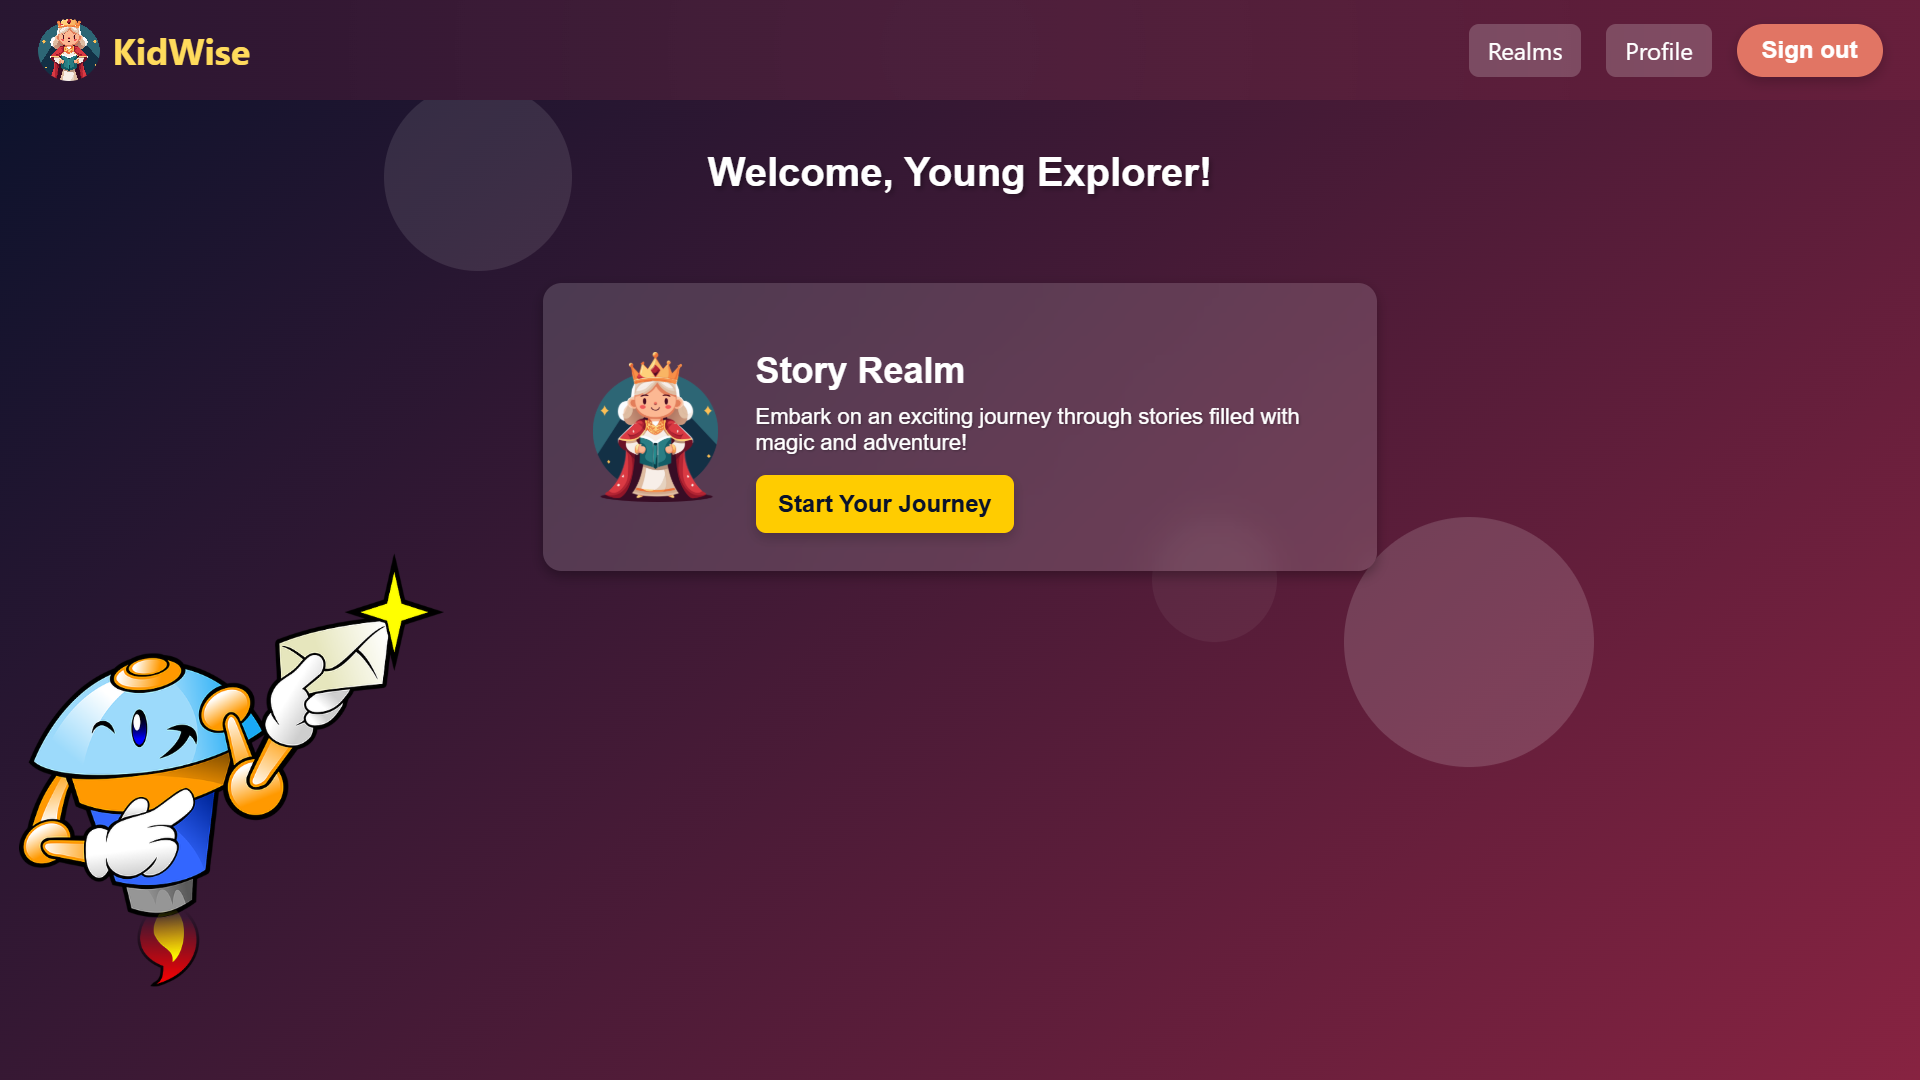 KidWise
Realms
Profile
Sign out
Welcome, Young Explorer!
Story Realm
Embark on an exciting journey through stories filled with
magic and adventure!
Start Your Journey